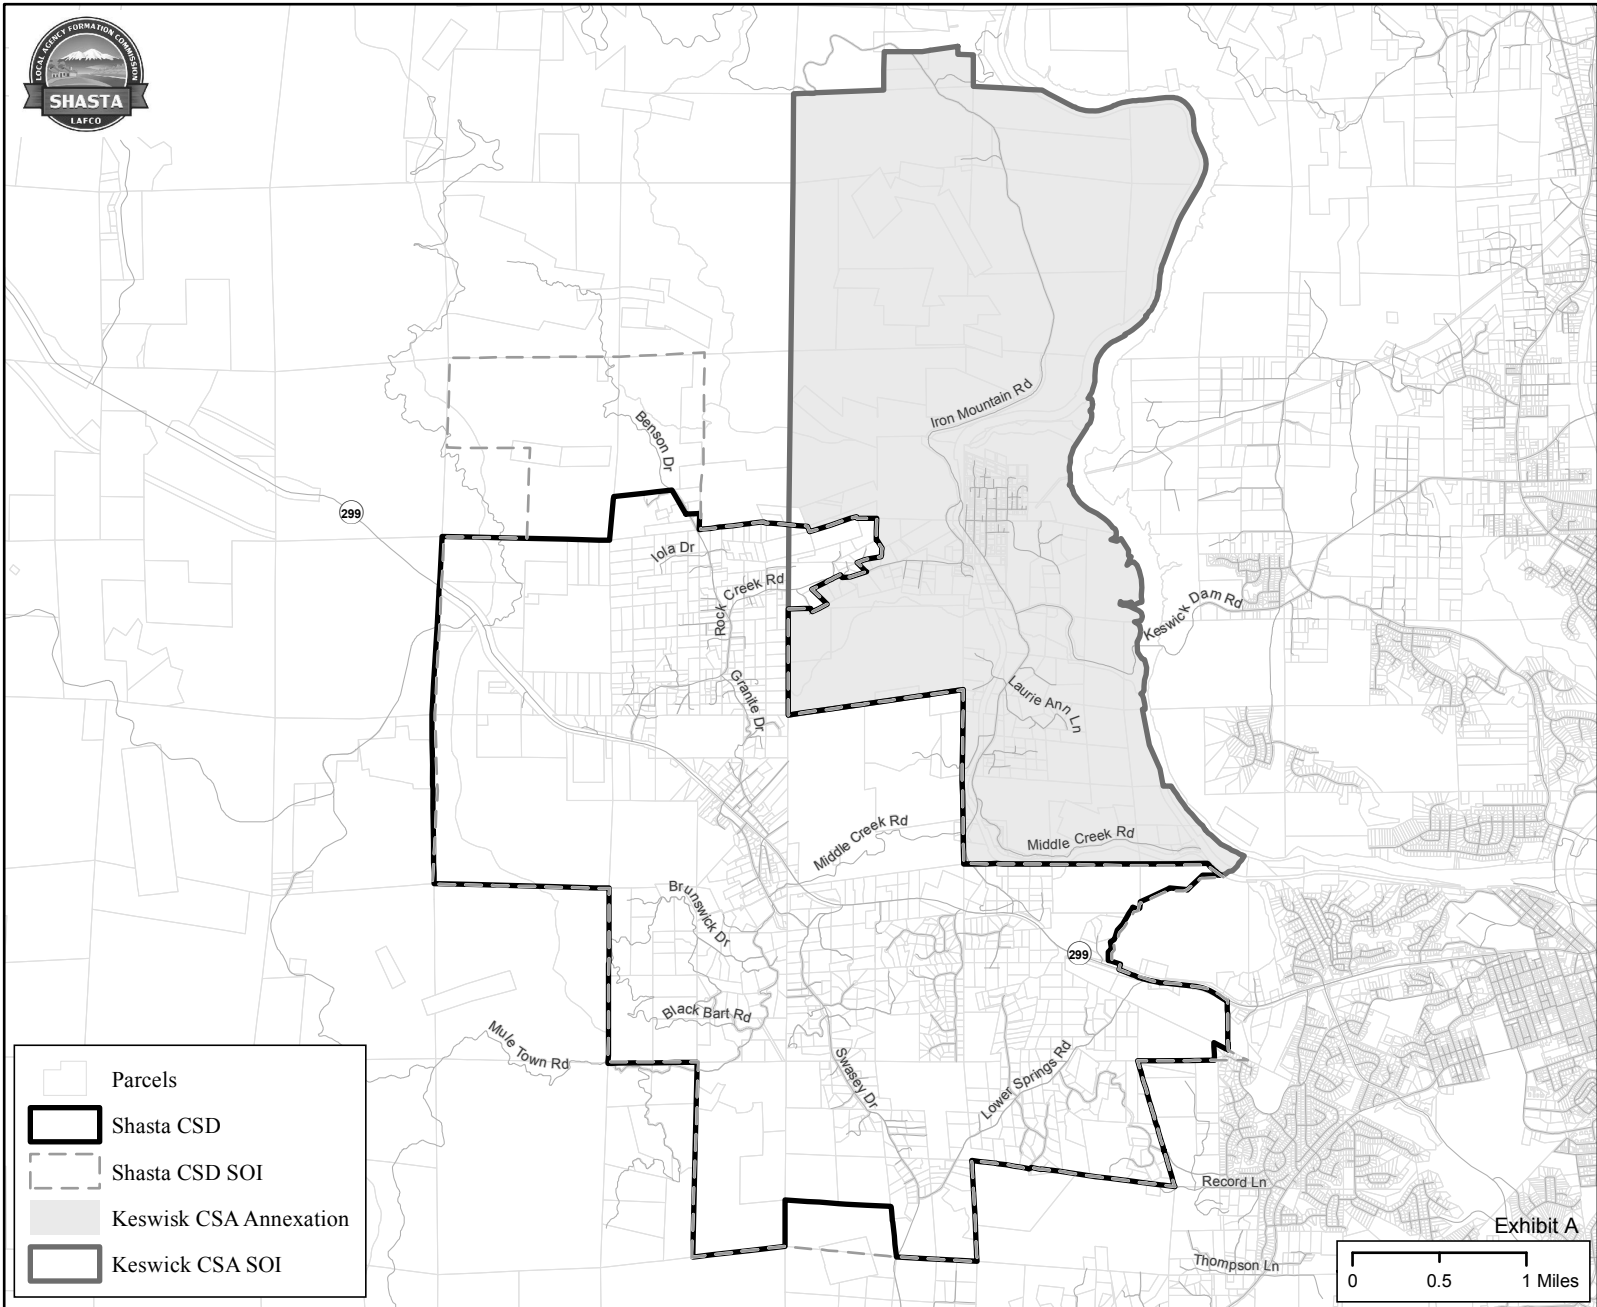 LOCAL AGENCY FORMATION COMMISSION
SHASTA
LAFCO
Iron Mountain Rd
Benson Dr
299
Iola Dr
Rock Creek Rd
Keswick Dam Rd
Granite Dr
Laurie Ann Ln
Middle Creek Rd
Middle Creek Rd
Brunswick Dr
299
Black Bart Rd
Mule Town Rd
Swasey Dr
Lower Springs Rd
Record Ln
Thompson Ln
Parcels
Shasta CSD
Shasta CSD SOI
Keswisk CSA Annexation
Keswick CSA SOI
Exhibit A
0 0.5 1 Miles